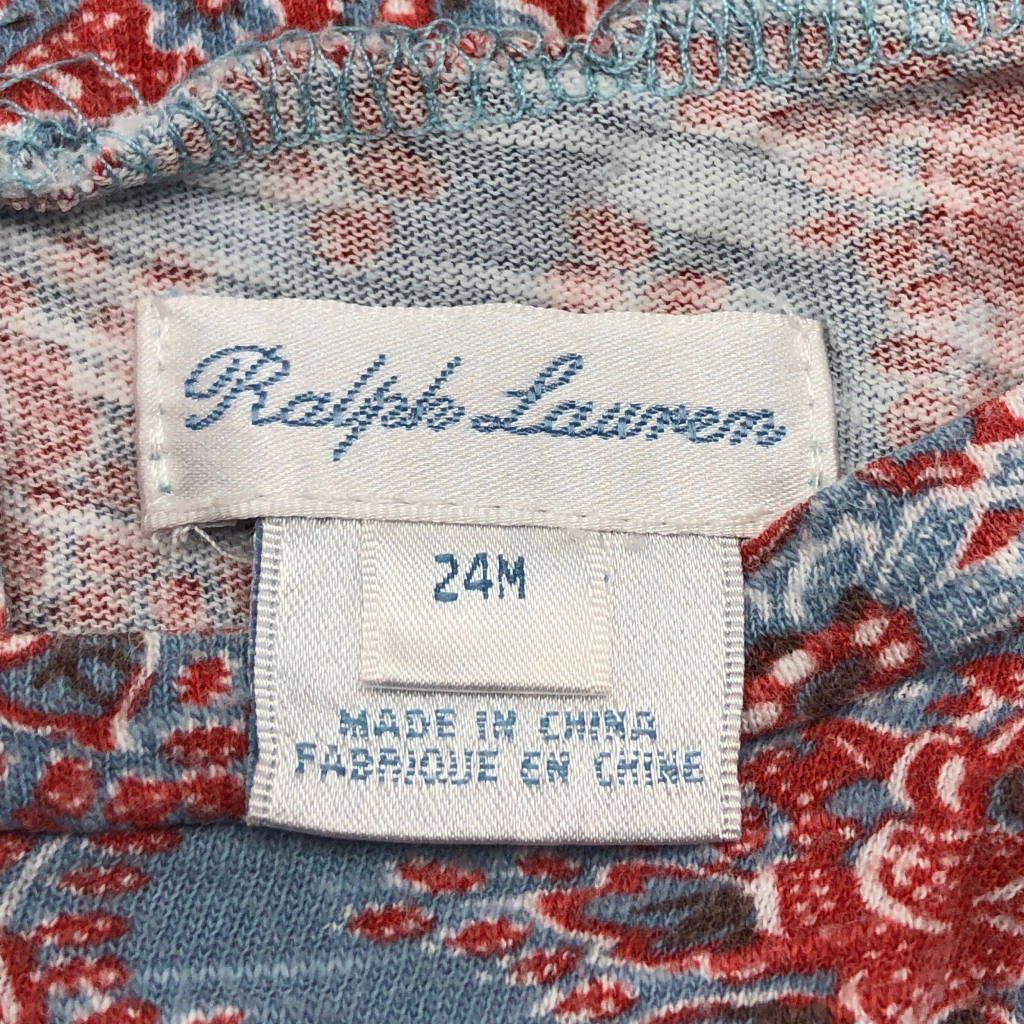 Ralph Lauren
24M
MADE IN CHINA
FABRIQUE EN CHINE